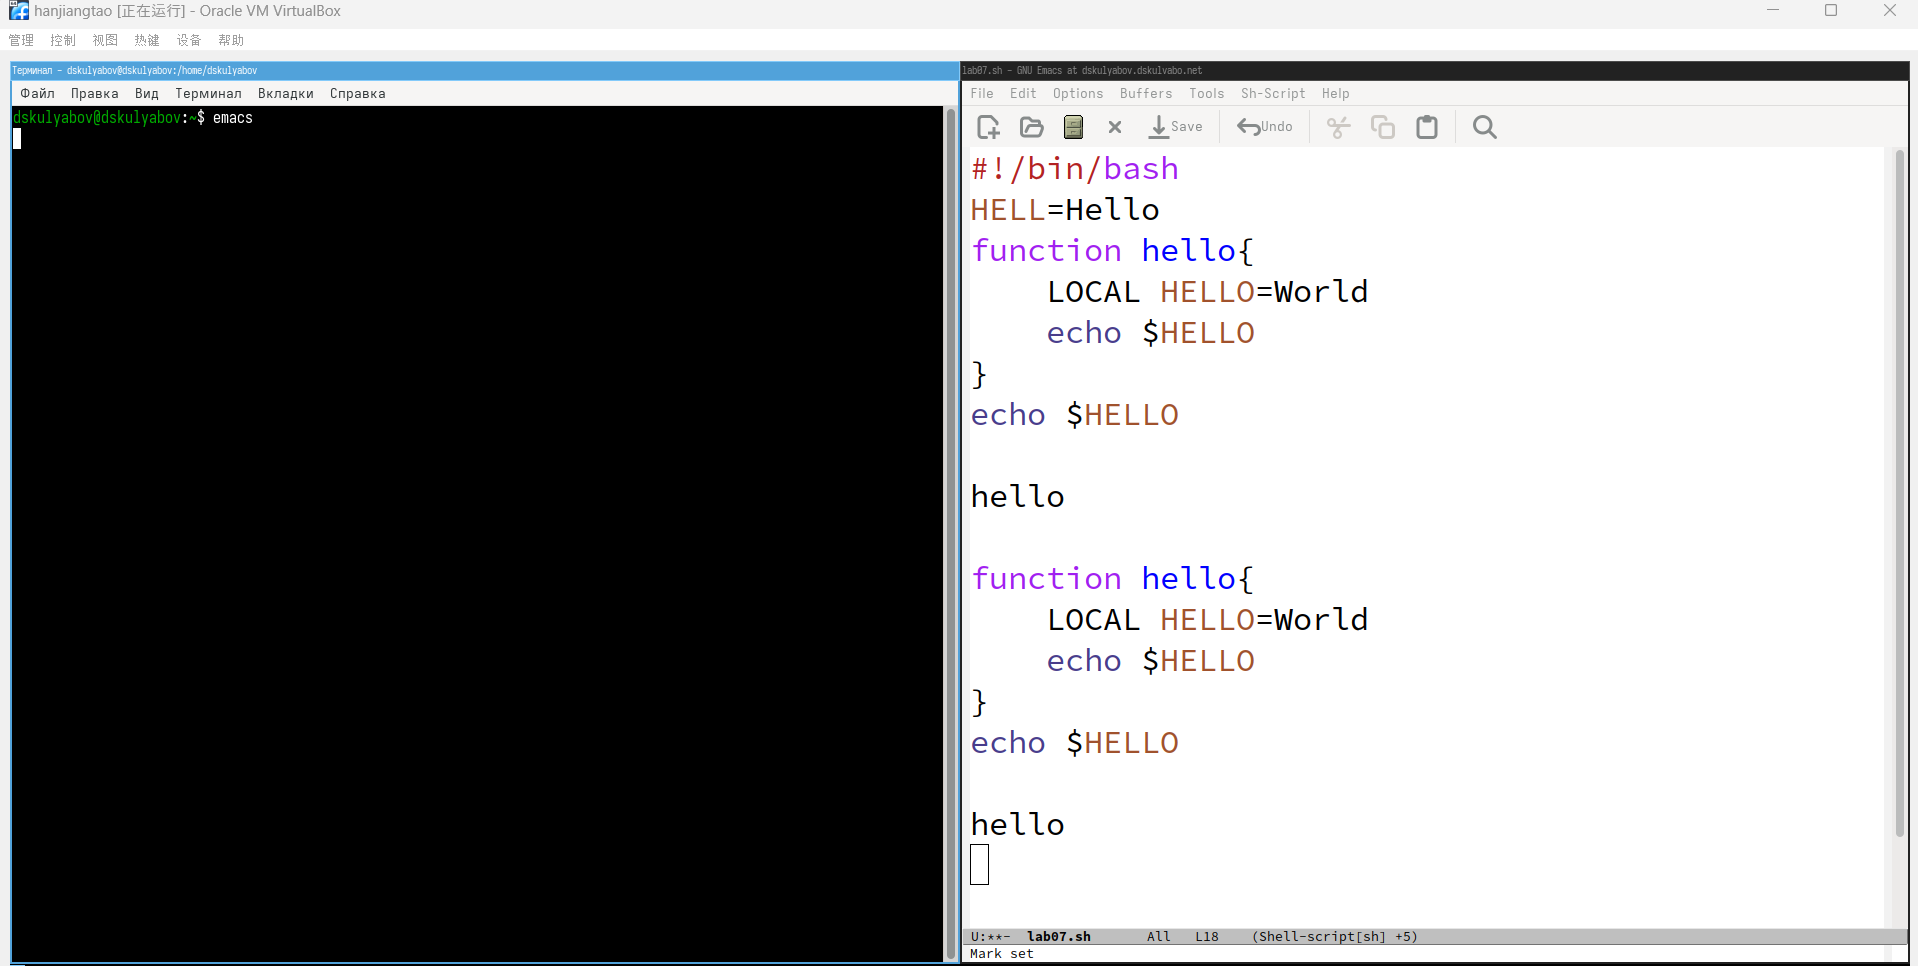 hanjiangtao [正在运行] - Oracle VM VirtualBox
管理 控制 视图 热键 设备 帮助
Терминал - dskulyabov@dskulyabov:/home/dskulyabov
Файл Правка Вид Терминал Вкладки Справка
dskulyabov@dskulyabov:~$ emacs
lab07.sh - GNU Emacs at dskulyabov.dskulvabo.net
File Edit Options Buffers Tools Sh-Script Help
Save Undo
#!/bin/bash
HELL=Hello
function hello{
LOCAL HELLO=World
echo $HELLO
}
echo $HELLO
hello
function hello{
LOCAL HELLO=World
echo $HELLO
}
echo $HELLO
hello
U:**- lab07.sh All L18 (Shell-script[sh] +5)
Mark set